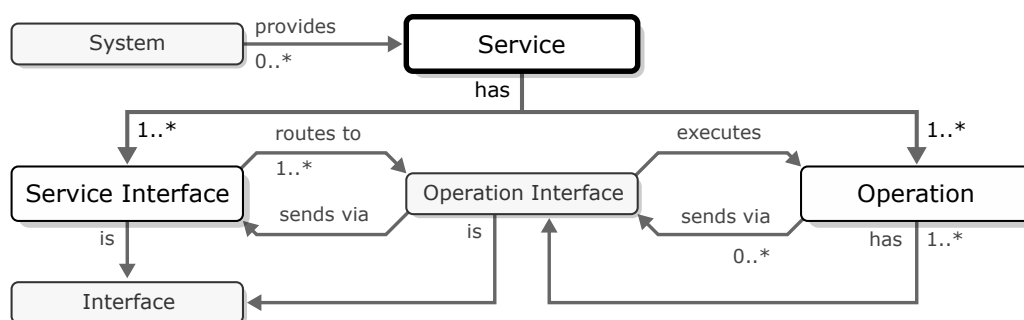 provides
System
Service
0..*
has
1..*
1..*
routes to
executes
1..*
Service Interface
Operation Interface
Operation
sends via
sends via
is
is
has
1..*
0..*
Interface